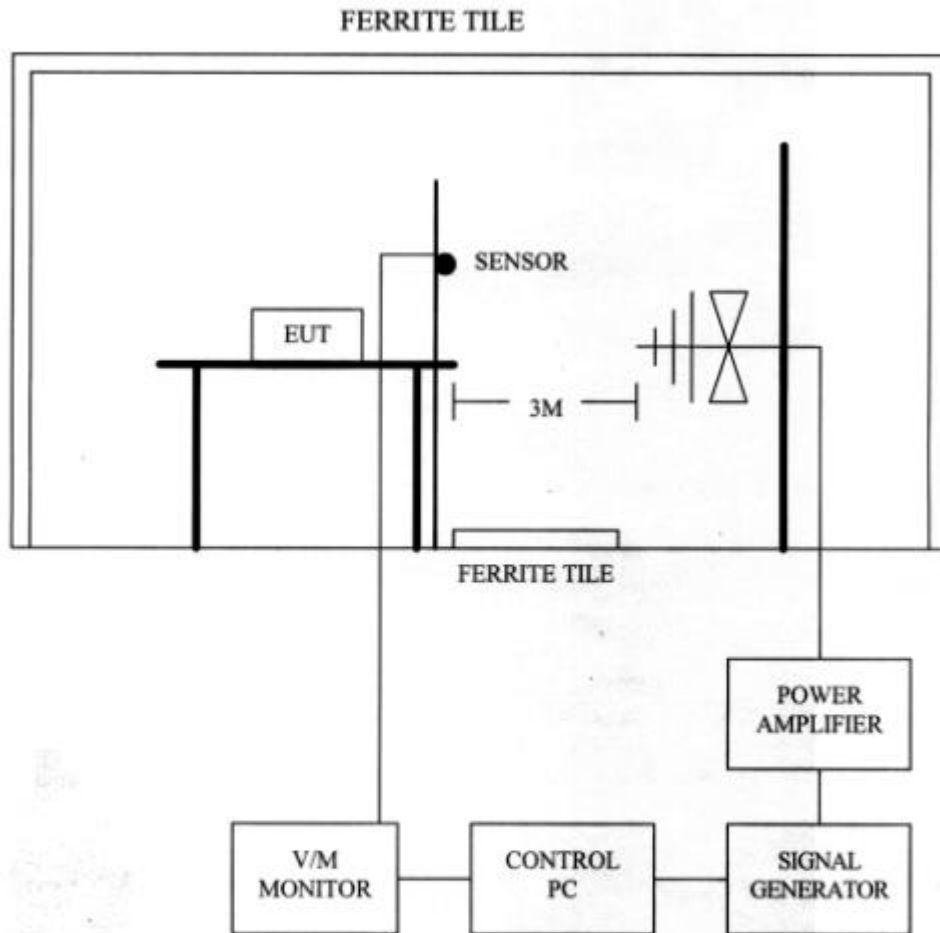 FERRITE TILE
SENSOR
EUT
3M
FERRITE TILE
POWER
AMPLIFIER
V/M
MONITOR
CONTROL
PC
SIGNAL
GENERATOR